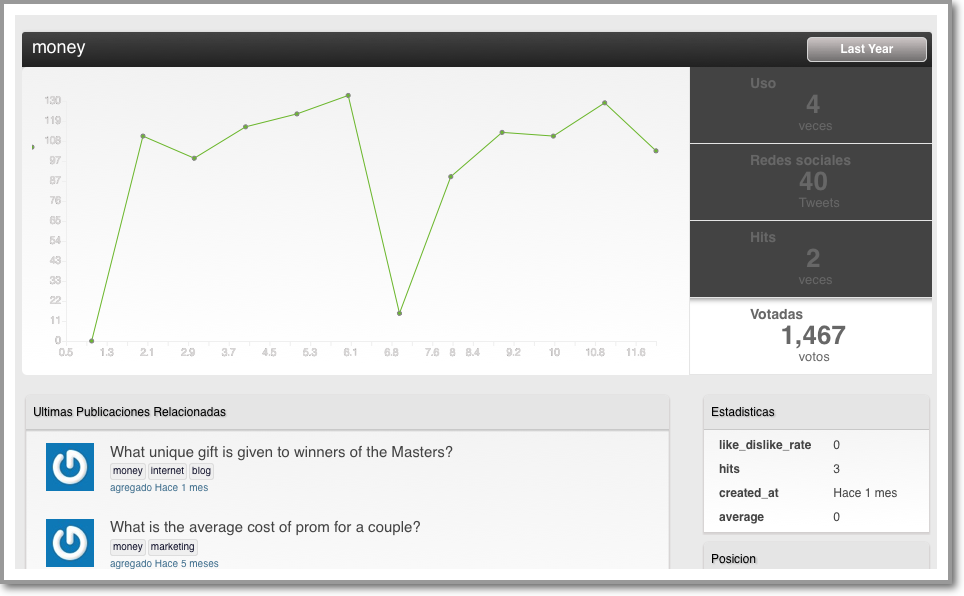 money
Last Year
130
119
108
97
87
76
65
54
43
33
22
11
0
0.5 1.3 2.1 2.9 3.7 4.5 5.3 6.1 6.8 7.6 8 8.4 9.2 10 10.8 11.6
Uso
4
veces
Redes sociales
40
Tweets
Hits
2
veces
Votadas
1,467
votos
Ultimas Publicaciones Relacionadas
What unique gift is given to winners of the Masters?
money internet blog
agregado Hace 1 mes
What is the average cost of prom for a couple?
money marketing
agregado Hace 5 meses
Estadisticas
like_dislike_rate 0
hits 3
created_at Hace 1 mes
average 0
Posicion